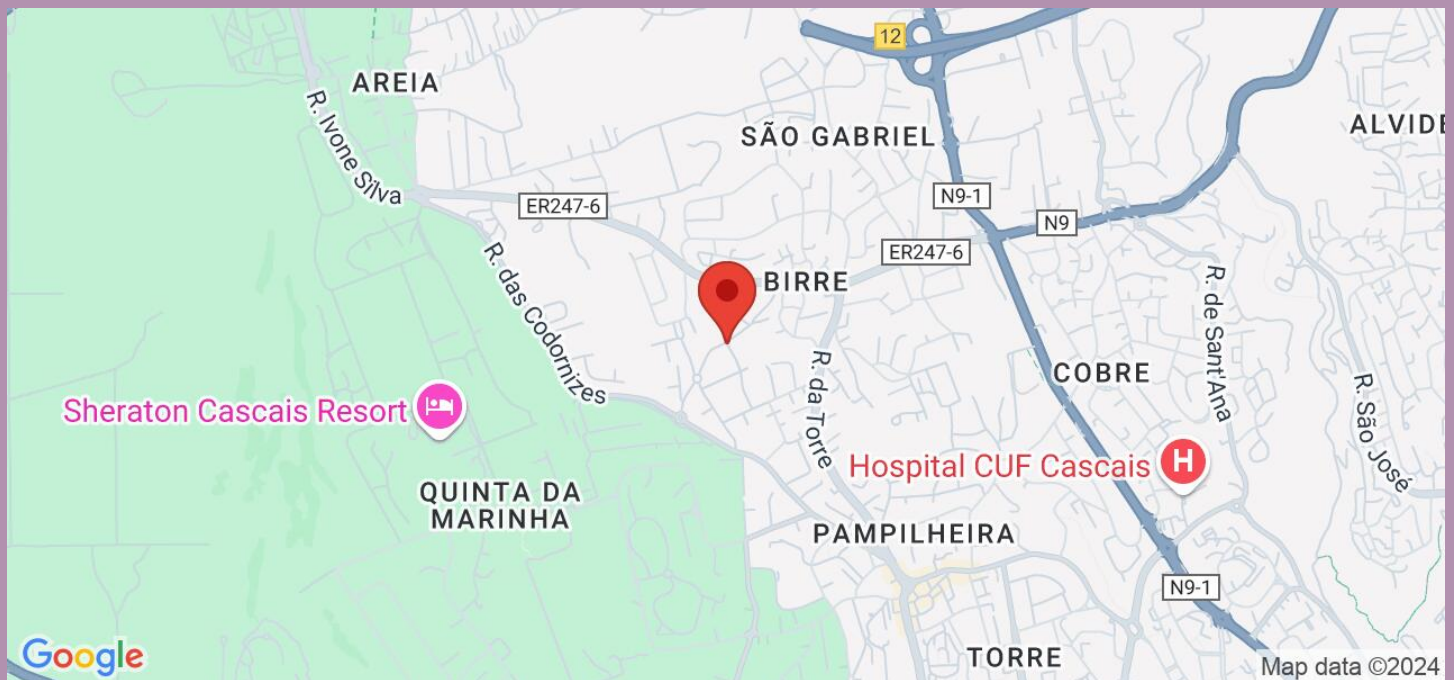 12
AREIA
ALVIDE
SÃO GABRIEL
R. Ivone Silva
ER247-6
N9-1
N9
ER247-6
R. das Codornizes
BIRRE
R. de Sant'Ana
R. da Torre
COBRE
Sheraton Cascais Resort
R. São José
Hospital CUF Cascais
H
QUINTA DA
MARINHA
PAMPILHEIRA
N9-1
TORRE
Google
Map data ©2024